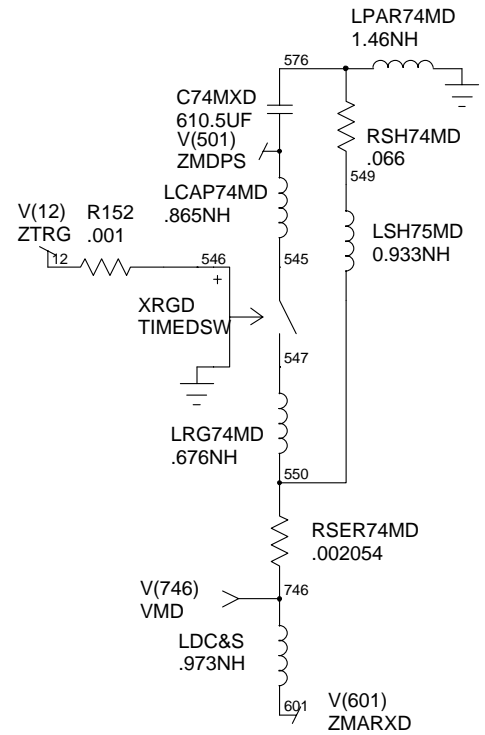 LPAR74MD
1.46NH
576
C74MXD
610.5UF
V(501)
ZMDPS
RSH74MD
.066
549
LCAP74MD
.865NH
V(12)
ZTRG
R152
.001
LSH75MD
0.933NH
12
546
545
+
XRGD
TIMEDSW
547
LRG74MD
.676NH
550
RSER74MD
.002054
V(746)
VMD
746
LDC&S
.973NH
601
V(601)
ZMARXD